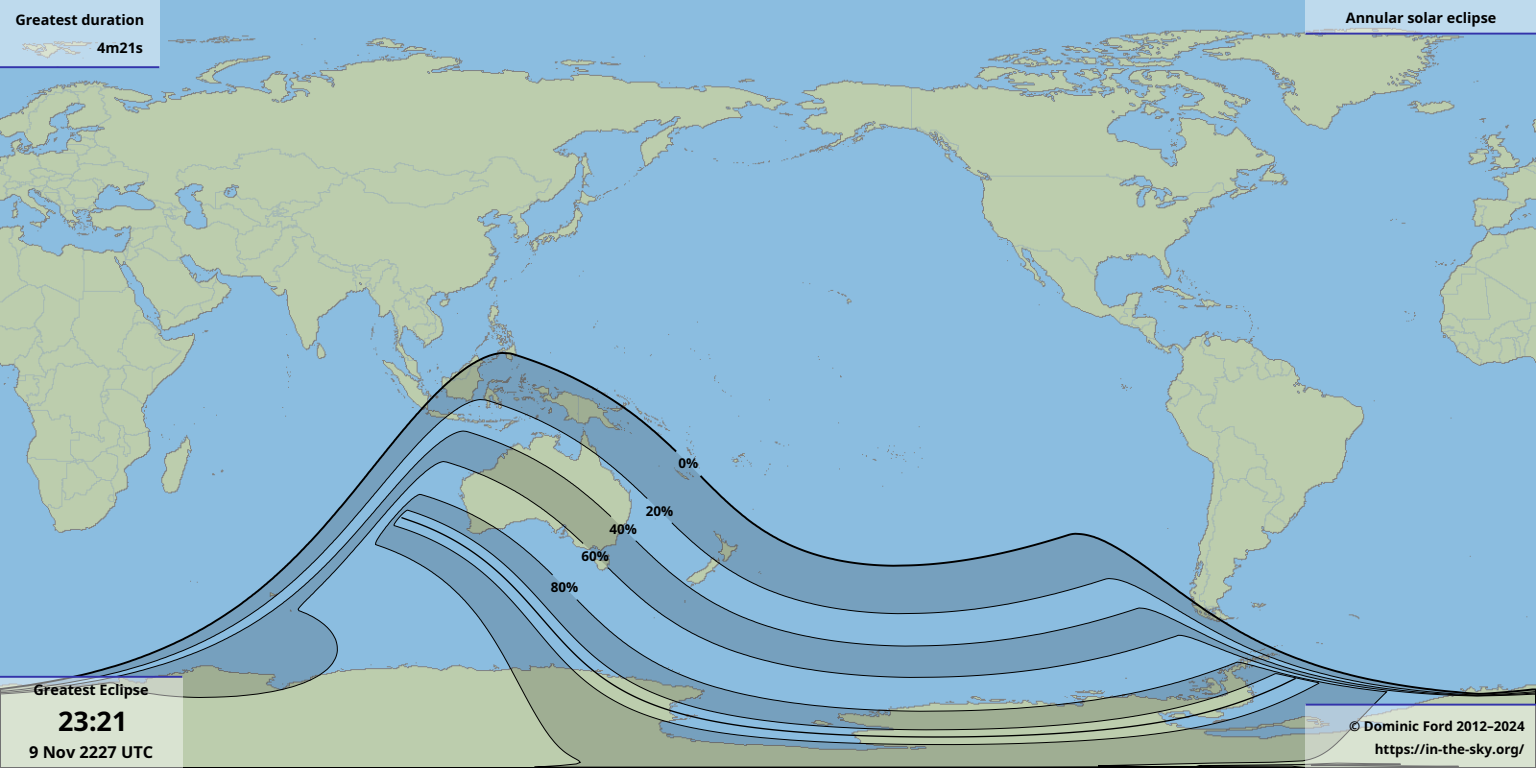 Greatest duration
4m21s
Annular solar eclipse
0%
20%
40%
60%
80%
Greatest Eclipse
23:21
9 Nov 2227 UTC
© Dominic Ford 2012–2024
https://in-the-sky.org/